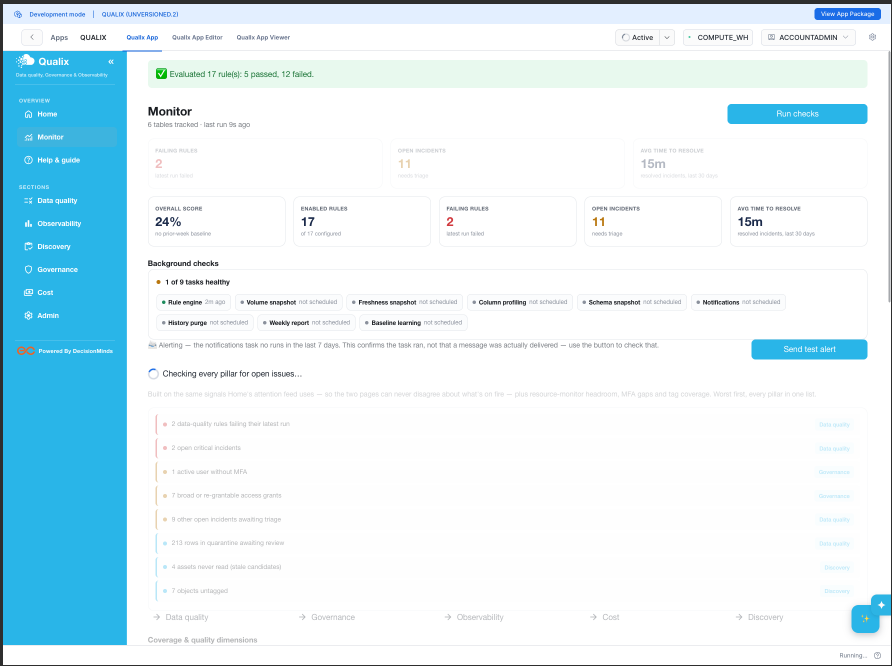 Development mode | QUALIX (UNVERSIONED.2)
View App Package
Apps QUALIX
Qualix App
Qualix App Editor
Qualix App Viewer
Active
COMPUTE_WH
ACCOUNTADMIN
Qualix «
Data quality, Governance & Observability
OVERVIEW
Home
Monitor
Help & guide
SECTIONS
Data quality
Observability
Discovery
Governance
Cost
Admin
Powered By DecisionMinds
Evaluated 17 rule(s): 5 passed, 12 failed.
Monitor
6 tables tracked · last run 9s ago
Run checks
FAILING RULES
2
latest run failed
OPEN INCIDENTS
11
needs triage
AVG TIME TO RESOLVE
15m
resolved incidents, last 30 days
OVERALL SCORE
24%
no prior-week baseline
ENABLED RULES
17
of 17 configured
FAILING RULES
2
latest run failed
OPEN INCIDENTS
11
needs triage
AVG TIME TO RESOLVE
15m
resolved incidents, last 30 days
Background checks
1 of 9 tasks healthy
Rule engine 2m ago
Volume snapshot not scheduled
Freshness snapshot not scheduled
Column profiling not scheduled
Schema snapshot not scheduled
Notifications not scheduled
History purge not scheduled
Weekly report not scheduled
Baseline learning not scheduled
Alerting — the notifications task no runs in the last 7 days. This confirms the task ran, not that a message was actually delivered — use the button to check that.
Send test alert
Checking every pillar for open issues...
Built on the same signals Home's attention feed uses — so the two pages can never disagree about what's on fire — plus resource-monitor headroom, MFA gaps and tag coverage. Worst first, every pillar in one list.
2 data-quality rules failing their latest run Data quality
2 open critical incidents Data quality
1 active user without MFA Governance
7 broad or re-grantable access grants Governance
9 other open incidents awaiting triage Data quality
213 rows in quarantine awaiting review Data quality
4 assets never read (stale candidates) Discovery
7 objects untagged Discovery
→ Data quality
→ Governance
→ Observability
→ Cost
→ Discovery
Coverage & quality dimensions
Running...